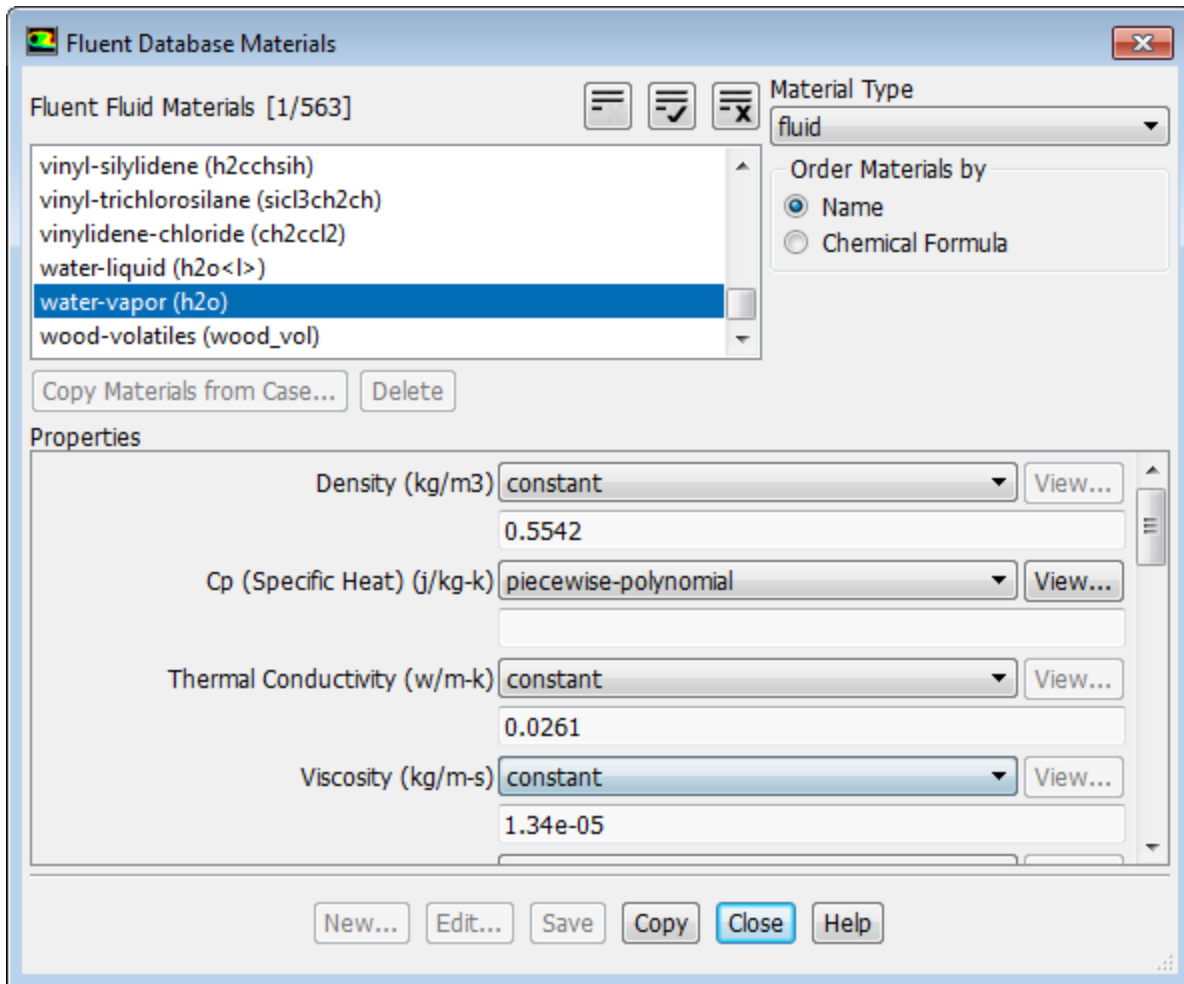 Fluent Database Materials
Fluent Fluid Materials [1/563]
Material Type
fluid
vinyl-silylidene (h2cchsih)
vinyl-trichlorosilane (sicl3ch2ch)
vinylidene-chloride (ch2ccl2)
water-liquid (h2o<l>)
water-vapor (h2o)
wood-volatiles (wood_vol)
Order Materials by
Name
Chemical Formula
Copy Materials from Case... Delete
Properties
Density (kg/m3) constant View...
0.5542
Cp (Specific Heat) (j/kg-k) piecewise-polynomial View...
Thermal Conductivity (w/m-k) constant View...
0.0261
Viscosity (kg/m-s) constant View...
1.34e-05
New... Edit... Save Copy Close Help